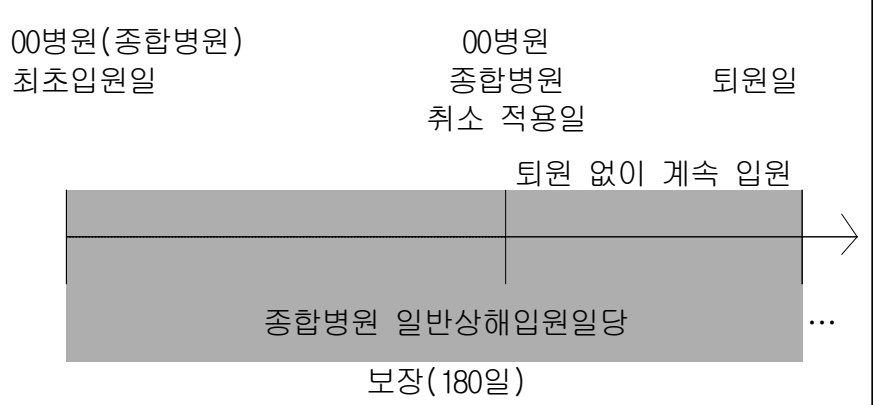 00병원(종합병원)
최초입원일
00병원
종합병원
취소 적용일
퇴원일
퇴원 없이 계속 입원
종합병원 일반상해입원일당
…
보장(180일)